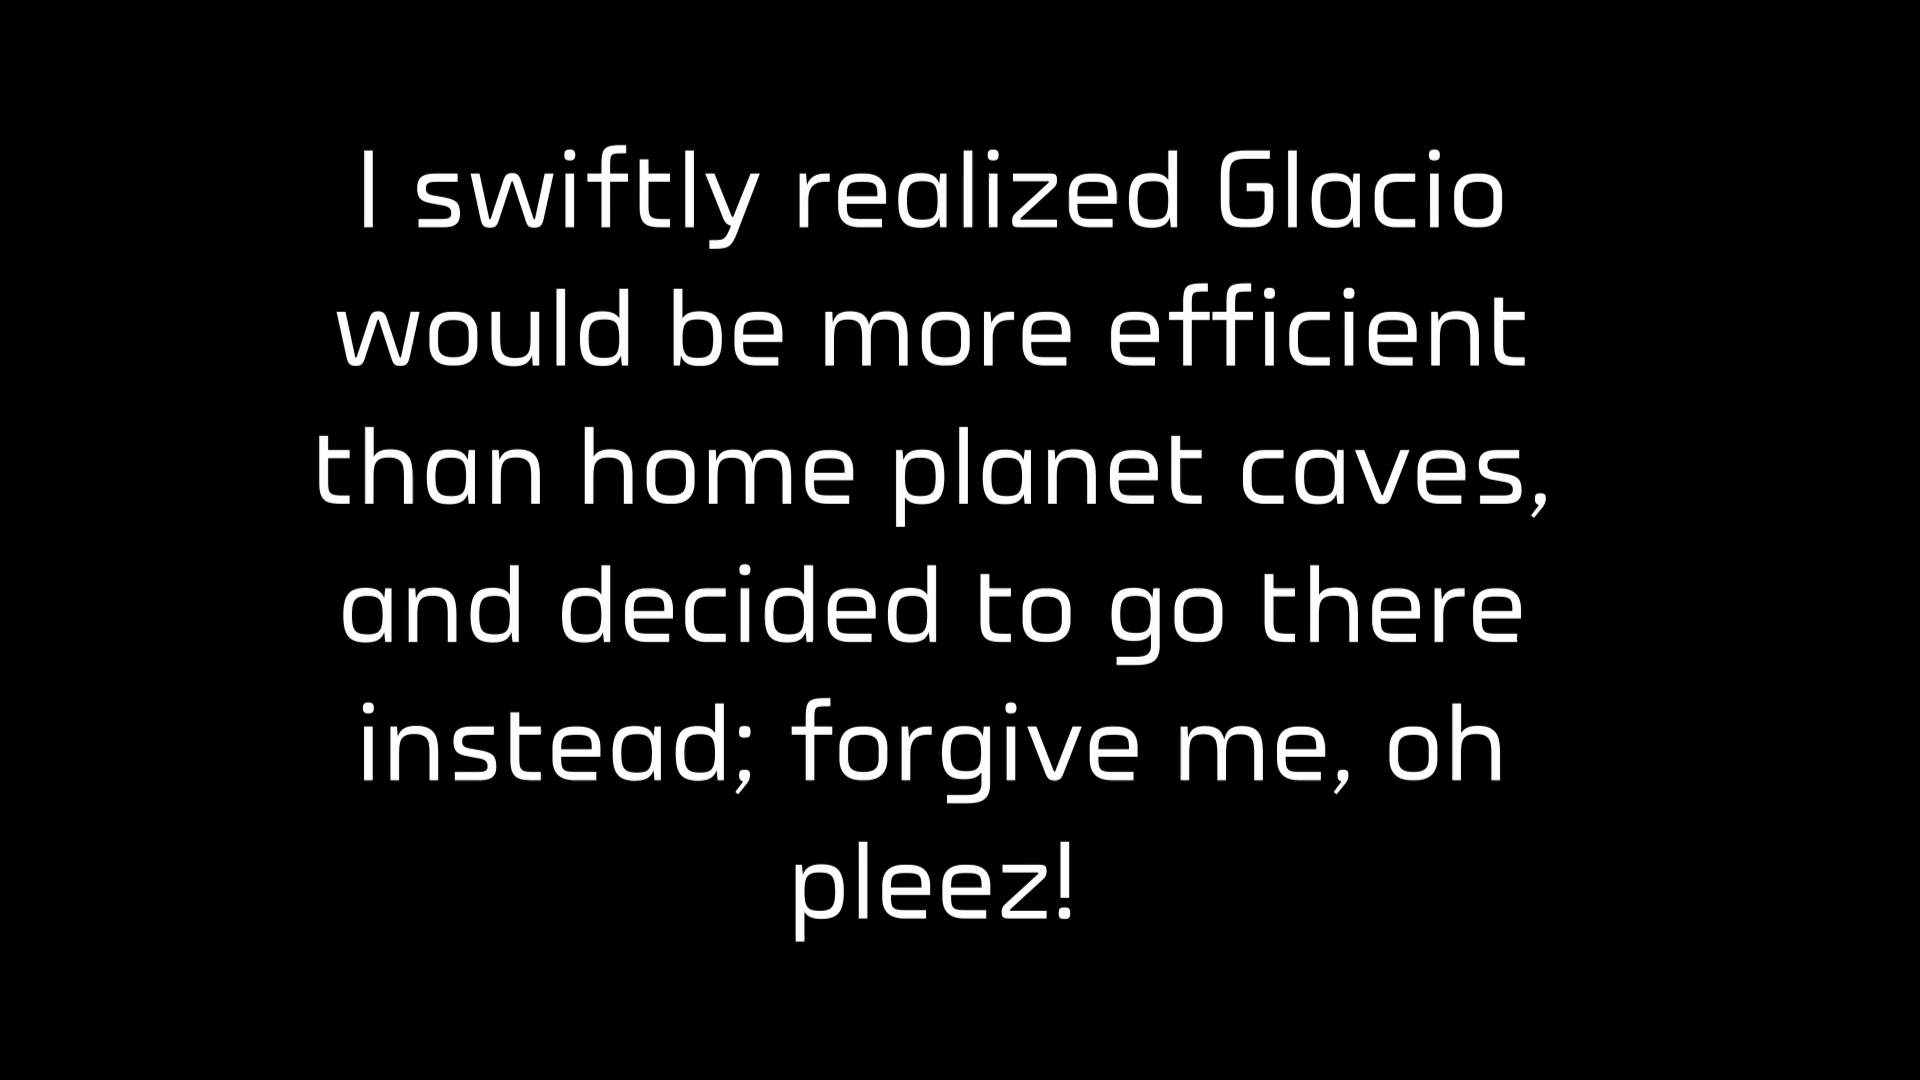 I swiftly realized Glacio
would be more efficient
than home planet caves,
and decided to go there
instead; forgive me, oh
pleez!